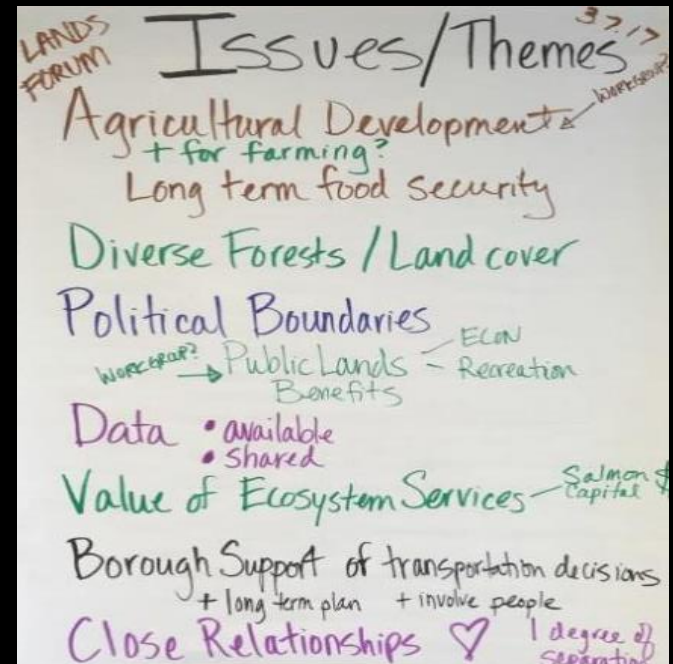 LANDS FORUM
Issues/Themes
3.7.17
Agricultural Development
WORKGROUP?
+ for farming?
Long term food security
Diverse Forests / Land cover
Political Boundaries
WORKGROUP? → Public Lands Benefits
– ECON
– Recreation
Data • available
• shared
Value of Ecosystem Services – Salmon $ Capital
Borough Support of transportation decisions
+ long term plan + involve people
Close Relationships ♡ 1 degree of separation